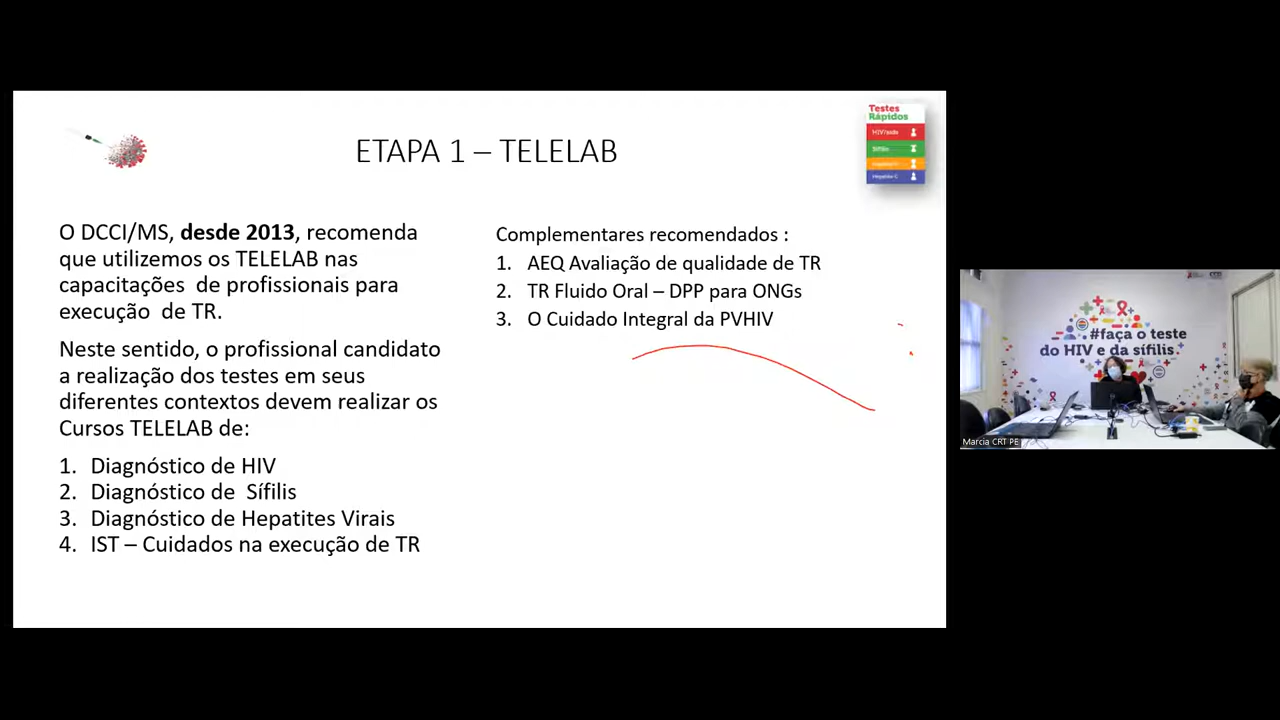 ETAPA 1 – TELELAB
Testes
Rápidos
HIV/aids
Sífilis
Hepatite C
O DCCI/MS, desde 2013, recomenda
que utilizemos os TELELAB nas
capacitações de profissionais para
execução de TR.
Neste sentido, o profissional candidato
a realização dos testes em seus
diferentes contextos devem realizar os
Cursos TELELAB de:
1. Diagnóstico de HIV
2. Diagnóstico de Sífilis
3. Diagnóstico de Hepatites Virais
4. IST – Cuidados na execução de TR
Complementares recomendados :
1. AEQ Avaliação de qualidade de TR
2. TR Fluido Oral – DPP para ONGs
3. O Cuidado Integral da PVHIV
#faça o teste
do HIV e da sífilis
Marcia CRT PE